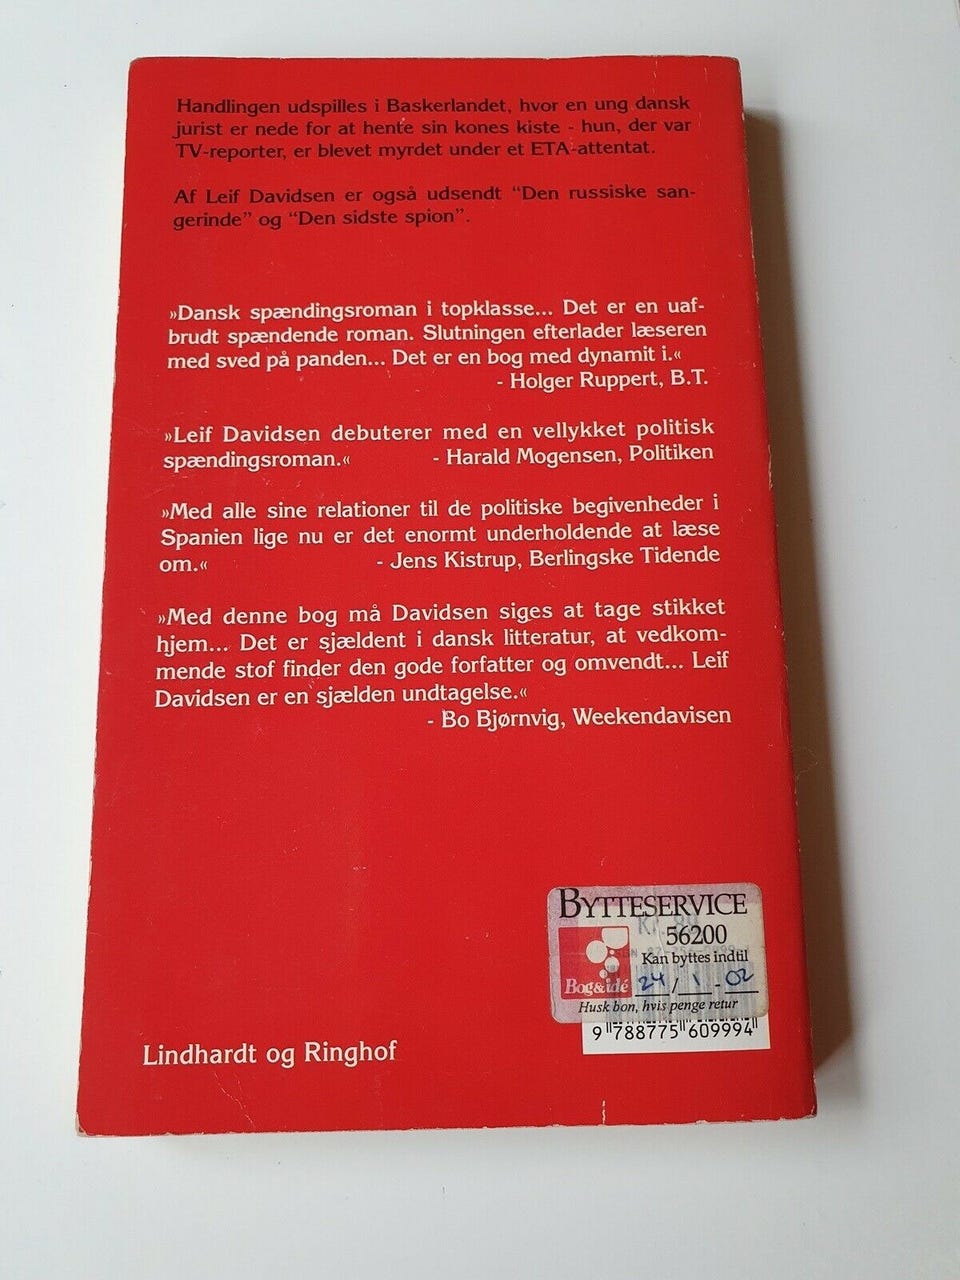 Handlingen udspilles i Baskerlandet, hvor en ung dansk
jurist er nede for at hente sin kones kiste - hun, der var
TV-reporter, er blevet myrdet under et ETA-attentat.
Af Leif Davidsen er også udsendt "Den russiske san-
gerinde" og "Den sidste spion".
»Dansk spændingsroman i topklasse... Det er en uaf-
brudt spændende roman. Slutningen efterlader læseren
med sved på panden... Det er en bog med dynamit i.«
- Holger Ruppert, B.T.
»Leif Davidsen debuterer med en vellykket politisk
spændingsroman.« - Harald Mogensen, Politiken
»Med alle sine relationer til de politiske begivenheder i
Spanien lige nu er det enormt underholdende at læse
om.« - Jens Kistrup, Berlingske Tidende
»Med denne bog må Davidsen siges at tage stikket
hjem... Det er sjældent i dansk litteratur, at vedkom-
mende stof finder den gode forfatter og omvendt... Leif
Davidsen er en sjælden undtagelse.«
- Bo Bjørnvig, Weekendavisen
BYTTESERVICE
56200
Kan byttes indtil
Bog&idé 24/1-02
Husk bon, hvis penge retur
9 788775 609994
Lindhardt og Ringhof